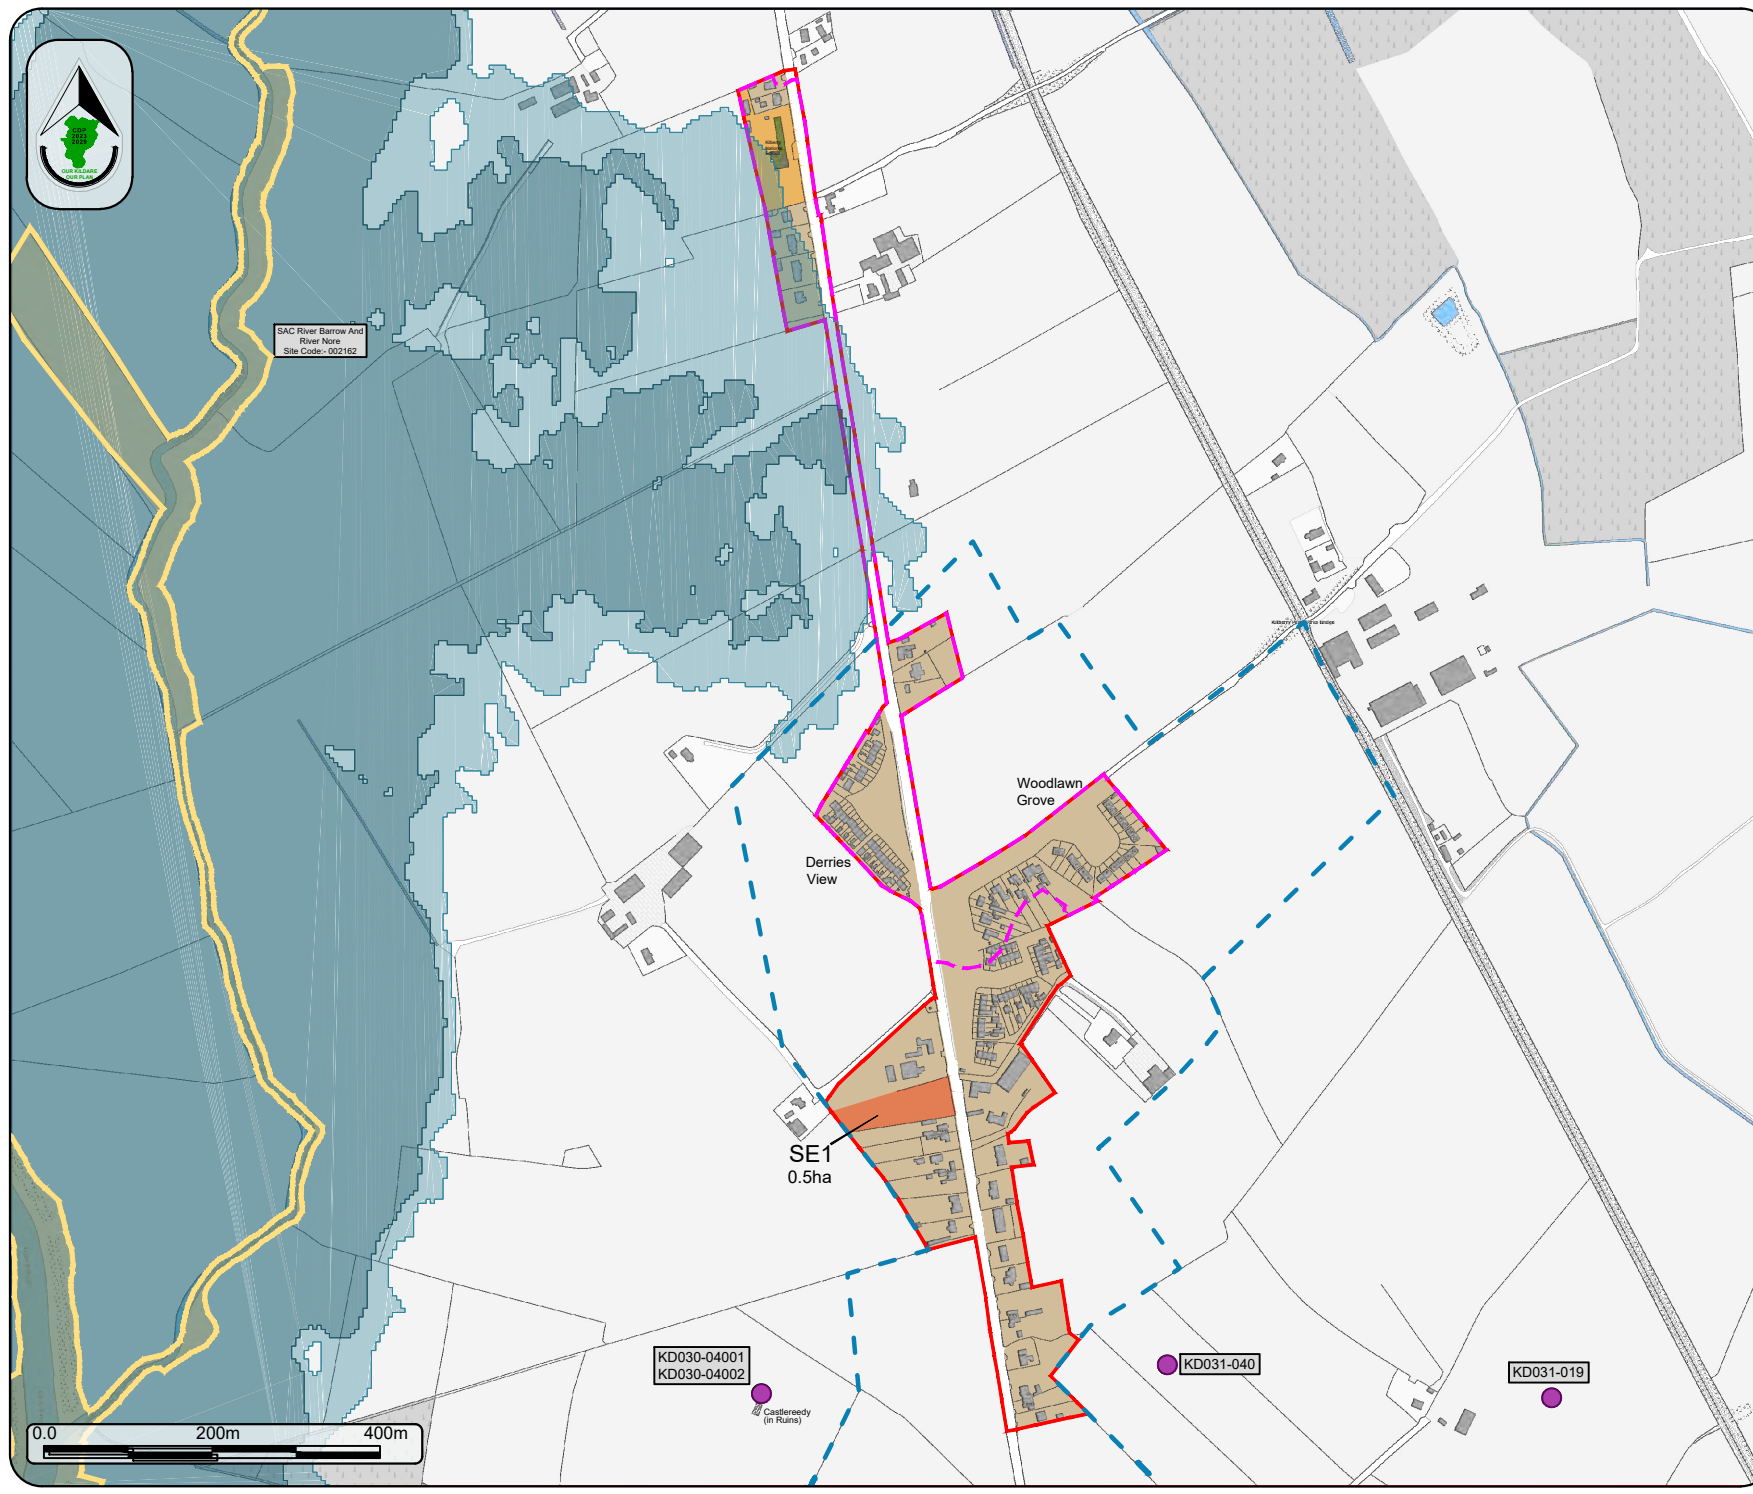 CDP
2023
2029
OUR KILDARE
OUR PLAN
Kilberry
National
SAC River Barrow And
River Nore
Site Code:- 002162
Woodlawn
Grove
Derries
View
SE1
0.5ha
KD030-04001
KD030-04002
Castlereedy
(in Ruins)
KD031-040
KD031-019
0.0 200m 400m